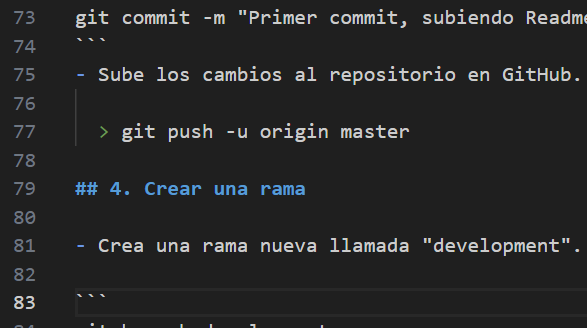 73 git commit -m "Primer commit, subiendo Readme
74 ```
75 - Sube los cambios al repositorio en GitHub.
76
77 > git push -u origin master
78
79 ## 4. Crear una rama
80
81 - Crea una rama nueva llamada "development".
82
83 ```